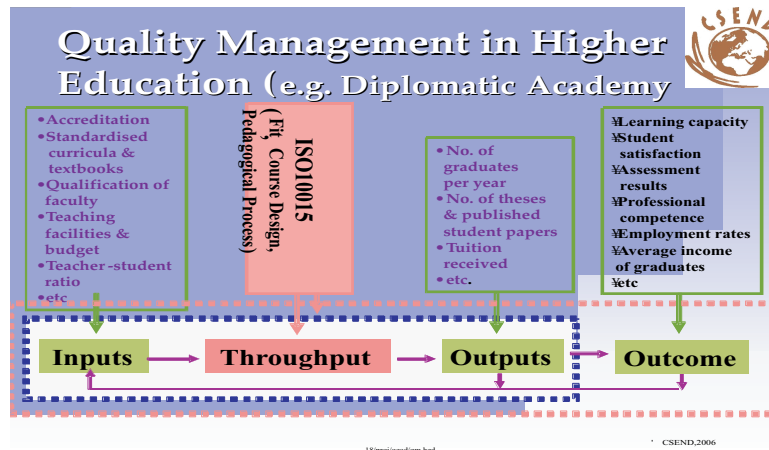 CSEND
Quality Management in Higher
Education (e.g. Diplomatic Academy
•Accreditation
•Standardised
curricula &
textbooks
•Qualification of
faculty
•Teaching
facilities &
budget
•Teacher-student
ratio
•etc
ISO10015
( Fit, Course Design,
Pedagogical Process)
•No. of
graduates
per year
•No. of theses
& published
student papers
•Tuition
received
•etc.
¥Learning capacity
¥Student
satisfaction
¥Assessment
results
¥Professional
competence
¥Employment rates
¥Average income
of graduates
¥etc
Inputs
Throughput
Outputs
Outcome
' CSEND,2006